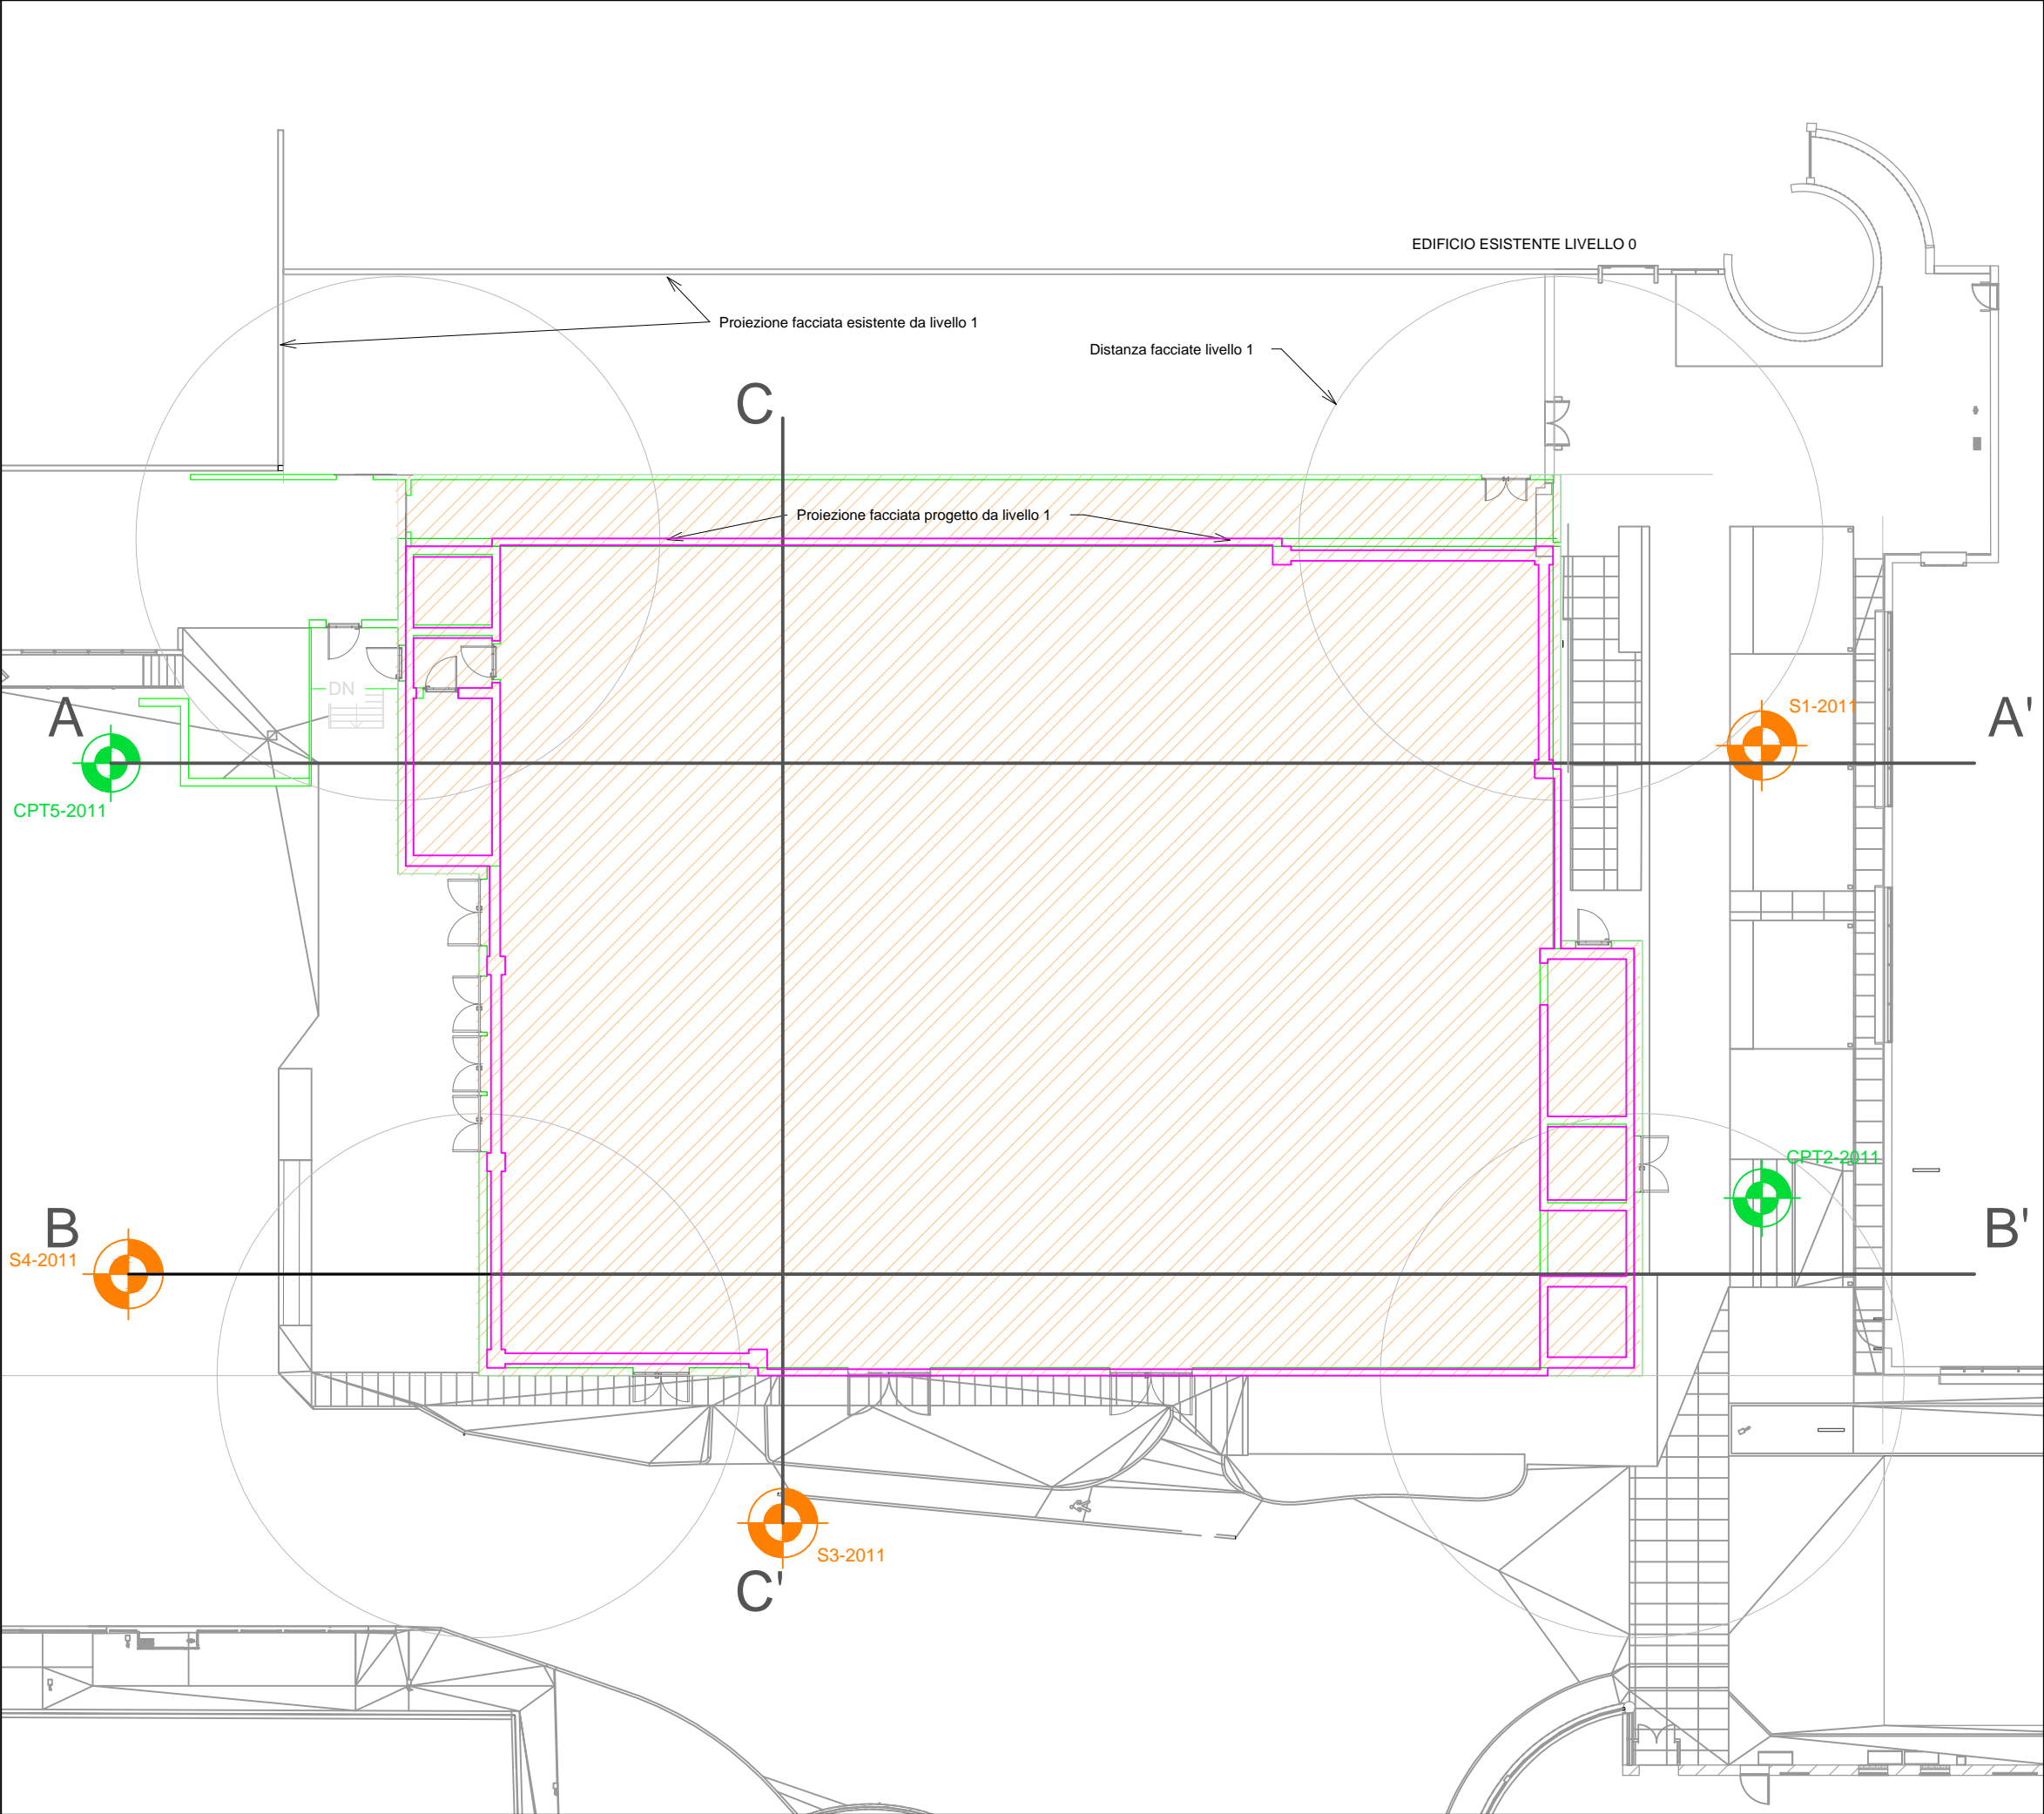 EDIFICIO ESISTENTE LIVELLO 0
Proiezione facciata esistente da livello 1
Distanza facciate livello 1
C
Proiezione facciata progetto da livello 1
DN
A
S1-2011
A'
CPT5-2011
CPT2-2011
B
B'
S4-2011
S3-2011
C'